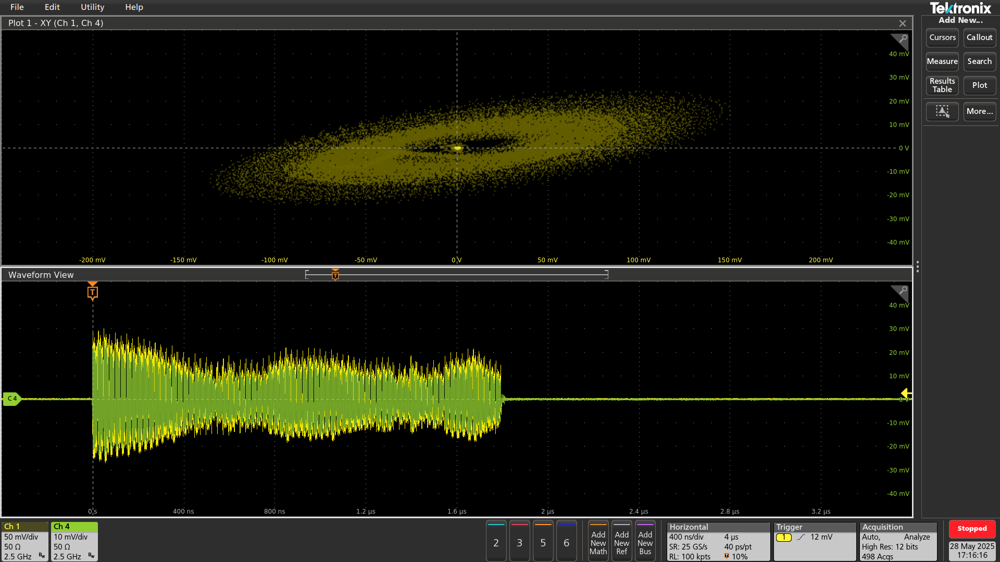 File Edit Utility Help
Tektronix
Add New...
Plot 1 - XY (Ch 1, Ch 4)
Cursors Callout
Measure Search
Results Table Plot
More...
40 mV
30 mV
20 mV
10 mV
0 V
-10 mV
-20 mV
-30 mV
-40 mV
-200 mV -150 mV -100 mV -50 mV 0 V 50 mV 100 mV 150 mV 200 mV
Waveform View
T
T
40 mV
30 mV
20 mV
10 mV
C 4
0 V
-10 mV
-20 mV
-30 mV
-40 mV
0 s 400 ns 800 ns 1.2 µs 1.6 µs 2 µs 2.4 µs 2.8 µs 3.2 µs
Ch 1
50 mV/div
50 Ω
2.5 GHz Bw
Ch 4
10 mV/div
50 Ω
2.5 GHz Bw
2 3 5 6
Add New Math
Add New Ref
Add New Bus
Horizontal
400 ns/div 4 µs
SR: 25 GS/s 40 ps/pt
RL: 100 kpts T 10%
Trigger
1 12 mV
Acquisition
Auto, Analyze
High Res: 12 bits
498 Acqs
Stopped
28 May 2025
17:16:16